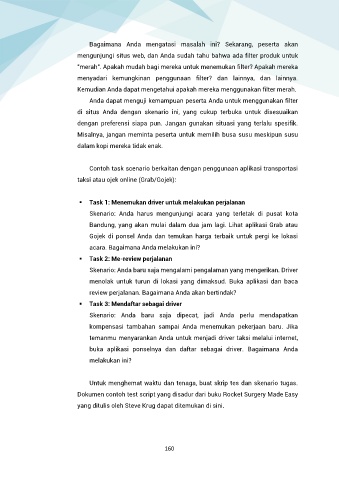 Bagaimana Anda mengatasi masalah ini? Sekarang, peserta akan
mengunjungi situs web, dan Anda sudah tahu bahwa ada filter produk untuk
"merah". Apakah mudah bagi mereka untuk menemukan filter? Apakah mereka
menyadari kemungkinan penggunaan filter? dan lainnya, dan lainnya.
Kemudian Anda dapat mengetahui apakah mereka menggunakan filter merah.
Anda dapat menguji kemampuan peserta Anda untuk menggunakan filter
di situs Anda dengan skenario ini, yang cukup terbuka untuk disesuaikan
dengan preferensi siapa pun. Jangan gunakan situasi yang terlalu spesifik.
Misalnya, jangan meminta peserta untuk memilih busa susu meskipun susu
dalam kopi mereka tidak enak.
Contoh task scenario berkaitan dengan penggunaan aplikasi transportasi
taksi atau ojek online (Grab/Gojek):
▪ Task 1: Menemukan driver untuk melakukan perjalanan
Skenario: Anda harus mengunjungi acara yang terletak di pusat kota
Bandung, yang akan mulai dalam dua jam lagi. Lihat aplikasi Grab atau
Gojek di ponsel Anda dan temukan harga terbaik untuk pergi ke lokasi
acara. Bagaimana Anda melakukan ini?
▪ Task 2: Me-review perjalanan
Skenario: Anda baru saja mengalami pengalaman yang mengerikan. Driver
menolak untuk turun di lokasi yang dimaksud. Buka aplikasi dan baca
review perjalanan. Bagaimana Anda akan bertindak?
▪ Task 3: Mendaftar sebagai driver
Skenario: Anda baru saja dipecat, jadi Anda perlu mendapatkan
kompensasi tambahan sampai Anda menemukan pekerjaan baru. Jika
temanmu menyarankan Anda untuk menjadi driver taksi melalui internet,
buka aplikasi ponselnya dan daftar sebagai driver. Bagaimana Anda
melakukan ini?
Untuk menghemat waktu dan tenaga, buat skrip tes dan skenario tugas.
Dokumen contoh test script yang disadur dari buku Rocket Surgery Made Easy
yang ditulis oleh Steve Krug dapat ditemukan di sini.
160